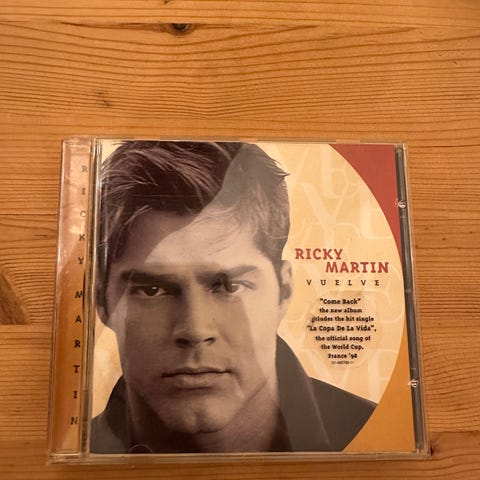 RICKY MARTIN
RICKY
MARTIN
VUELVE
"Come Back"
the new album
includes the hit single
"La Copa De La Vida",
the official song of
the World Cup,
France '98